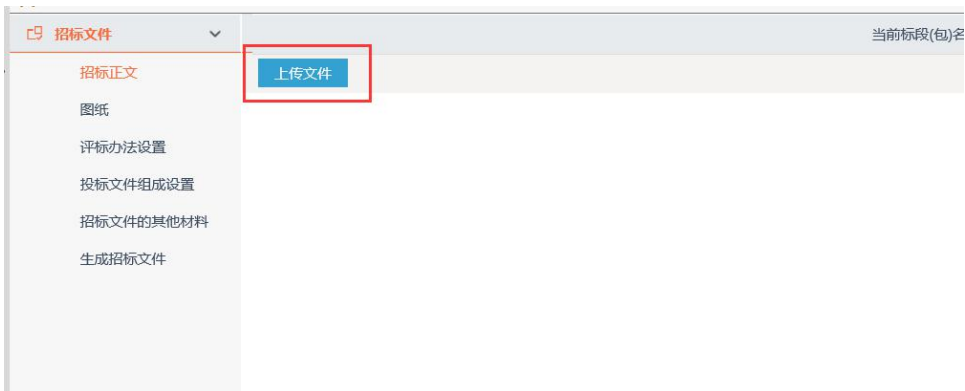 招标文件
当前标段(包)名
招标正文
上传文件
图纸
评标办法设置
投标文件组成设置
招标文件的其他材料
生成招标文件